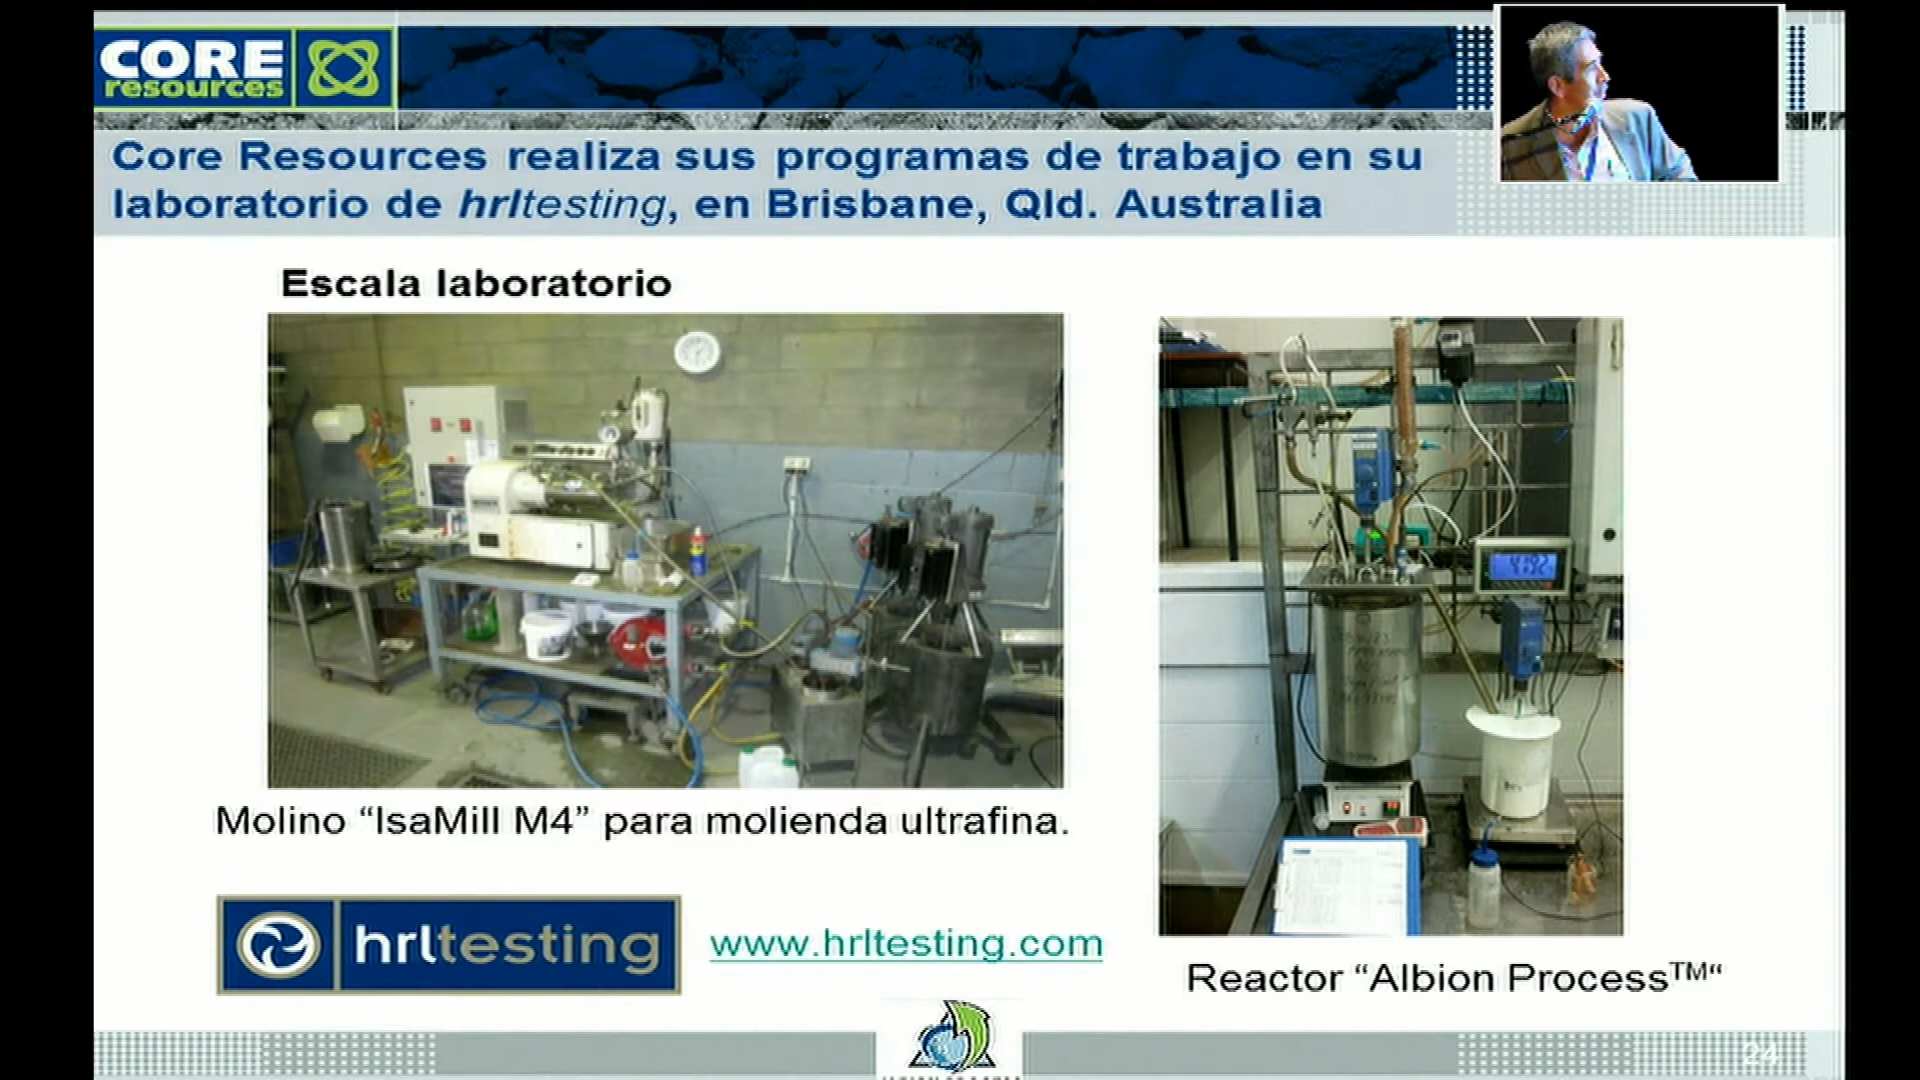 CORE
resources
Core Resources realiza sus programas de trabajo en su
laboratorio de hrltesting, en Brisbane, Qld. Australia
Escala laboratorio
Molino “IsaMill M4” para molienda ultrafina.
hrltesting
www.hrltesting.com
Reactor “Albion Process™“
24